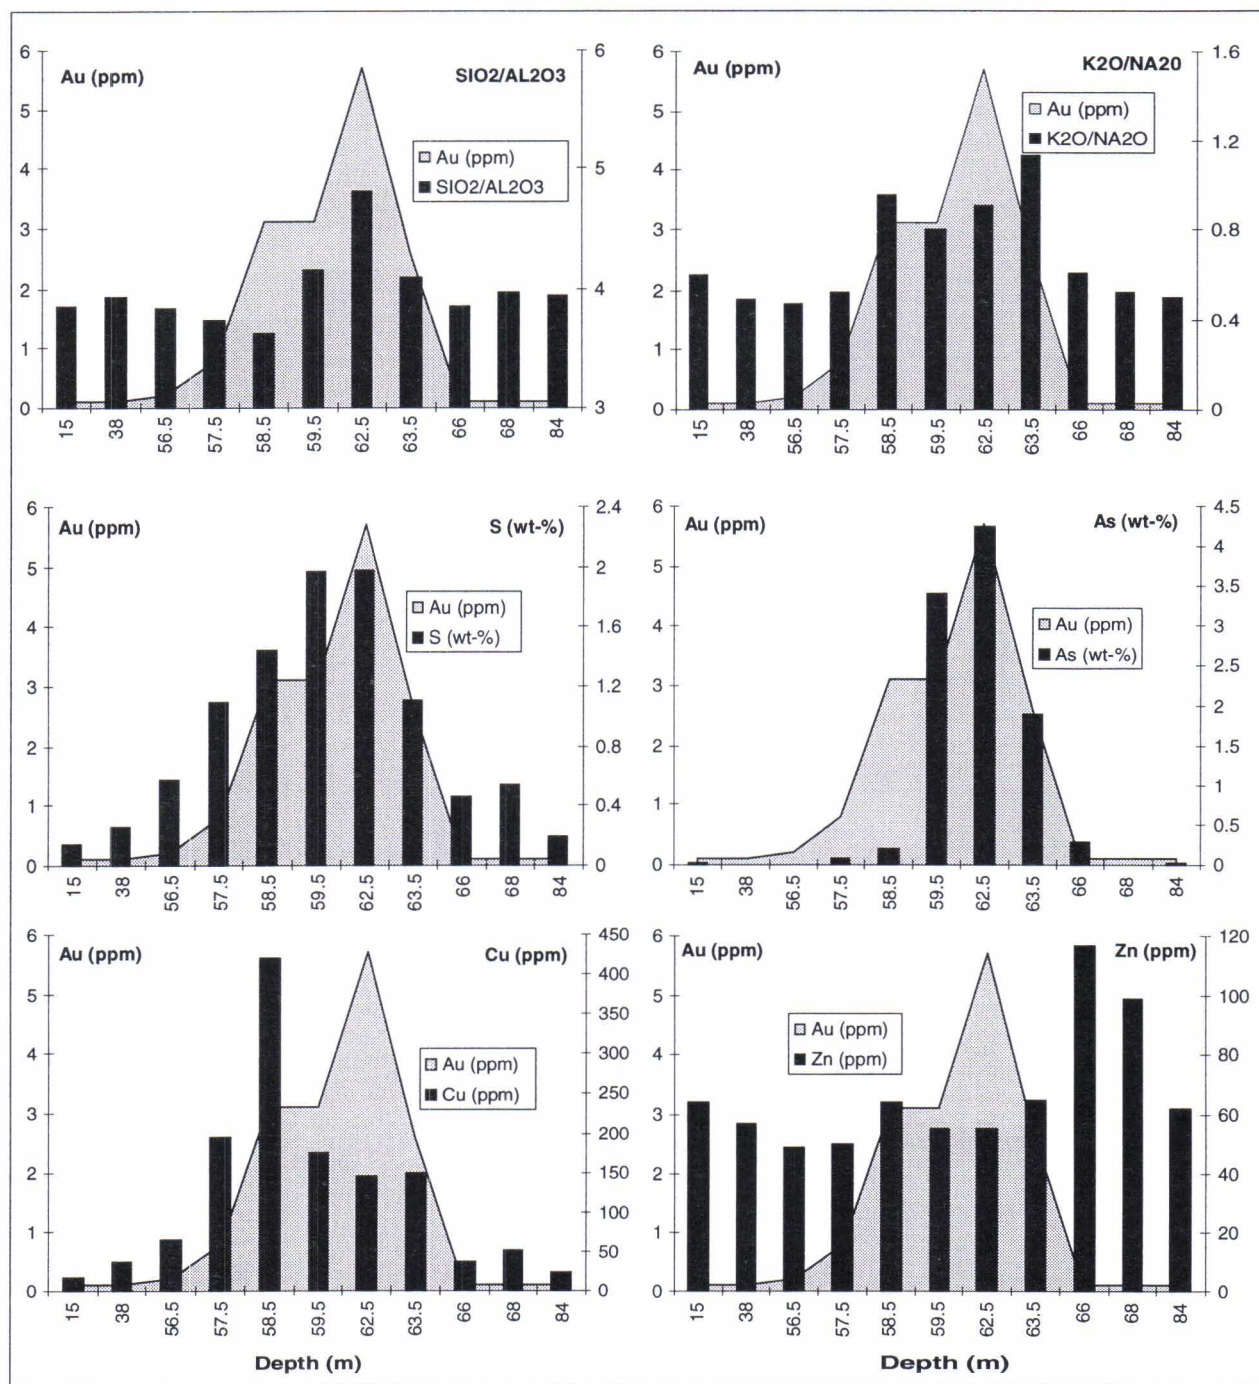 Au (ppm) SIO2/AL2O3
6 5 4 3 2 1 0
6 5 4 3
Au (ppm)
SIO2/AL2O3
15 38 56.5 57.5 58.5 59.5 62.5 63.5 66 68 84
Au (ppm) K2O/NA20
6 5 4 3 2 1 0
1.6 1.2 0.8 0.4 0
Au (ppm)
K2O/NA2O
15 38 56.5 57.5 58.5 59.5 62.5 63.5 66 68 84
Au (ppm) S (wt-%)
6 5 4 3 2 1 0
2.4 2 1.6 1.2 0.8 0.4 0
Au (ppm)
S (wt-%)
15 38 56.5 57.5 58.5 59.5 62.5 63.5 66 68 84
Au (ppm) As (wt-%)
6 5 4 3 2 1 0
4.5 4 3.5 3 2.5 2 1.5 1 0.5 0
Au (ppm)
As (wt-%)
15 38 56.5 57.5 58.5 59.5 62.5 63.5 66 68 84
Au (ppm) Cu (ppm)
6 5 4 3 2 1 0
450 400 350 300 250 200 150 100 50 0
Au (ppm)
Cu (ppm)
15 38 56.5 57.5 58.5 59.5 62.5 63.5 66 68 84
Depth (m)
Au (ppm) Zn (ppm)
6 5 4 3 2 1 0
120 100 80 60 40 20 0
Au (ppm)
Zn (ppm)
15 38 56.5 57.5 58.5 59.5 62.5 63.5 66 68 84
Depth (m)